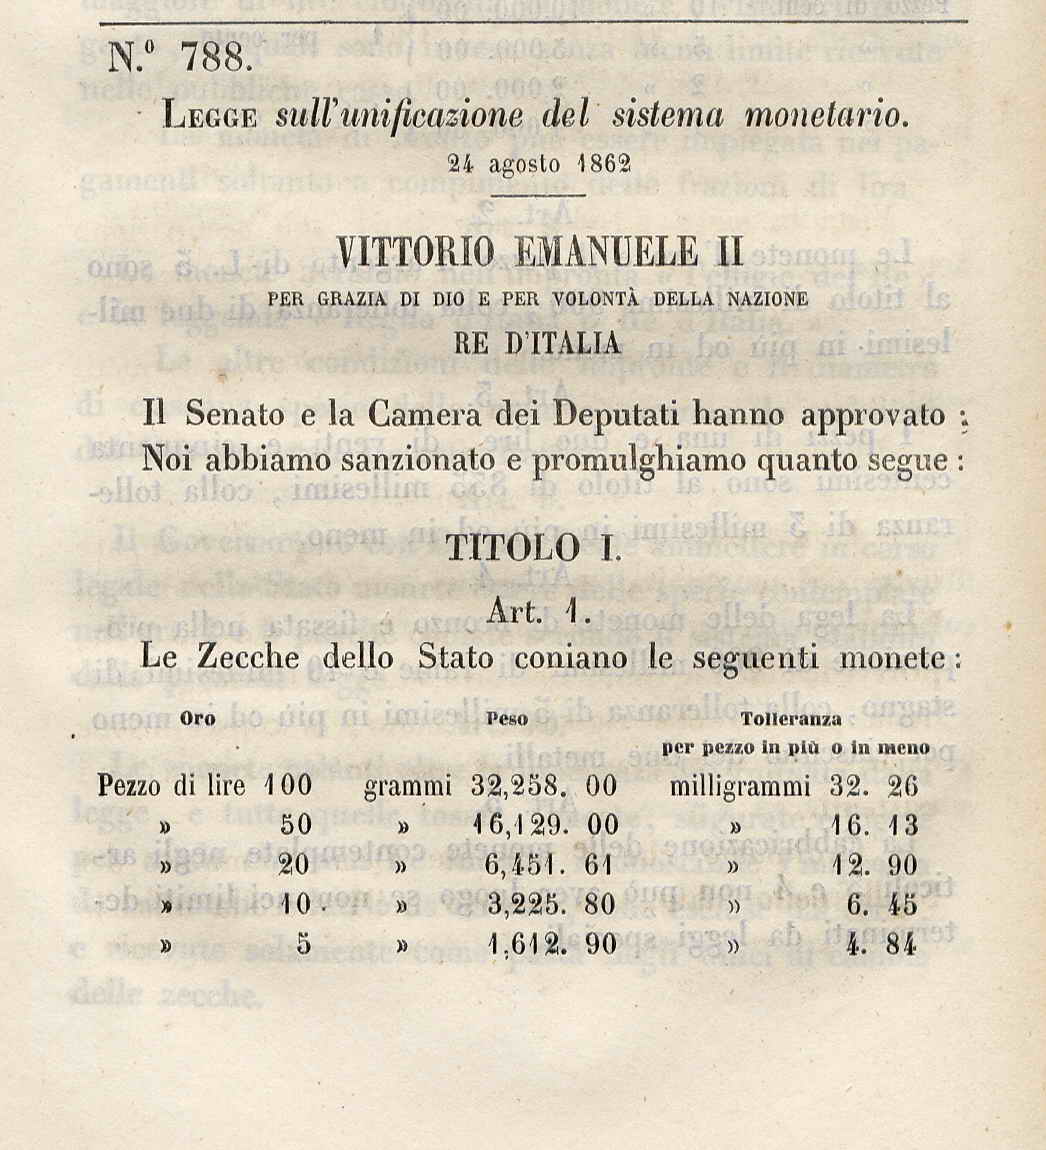 N.º 788.
LEGGE sull'unificazione del sistema monetario.
24 agosto 1862
VITTORIO EMANUELE II
PER GRAZIA DI DIO E PER VOLONTÀ DELLA NAZIONE
RE D'ITALIA
Il Senato e la Camera dei Deputati hanno approvato ;
Noi abbiamo sanzionato e promulghiamo quanto segue :
TITOLO I.
Art. 1.
Le Zecche dello Stato coniano le seguenti monete :
Oro Peso Tolleranza
per pezzo in più o in meno
Pezzo di lire 100 grammi 32,258. 00 milligrammi 32. 26
» 50 » 16,129. 00 » 16. 13
» 20 » 6,451. 61 » 12. 90
» 10 » 3,225. 80 » 6. 45
» 5 » 1,612. 90 » 4. 84